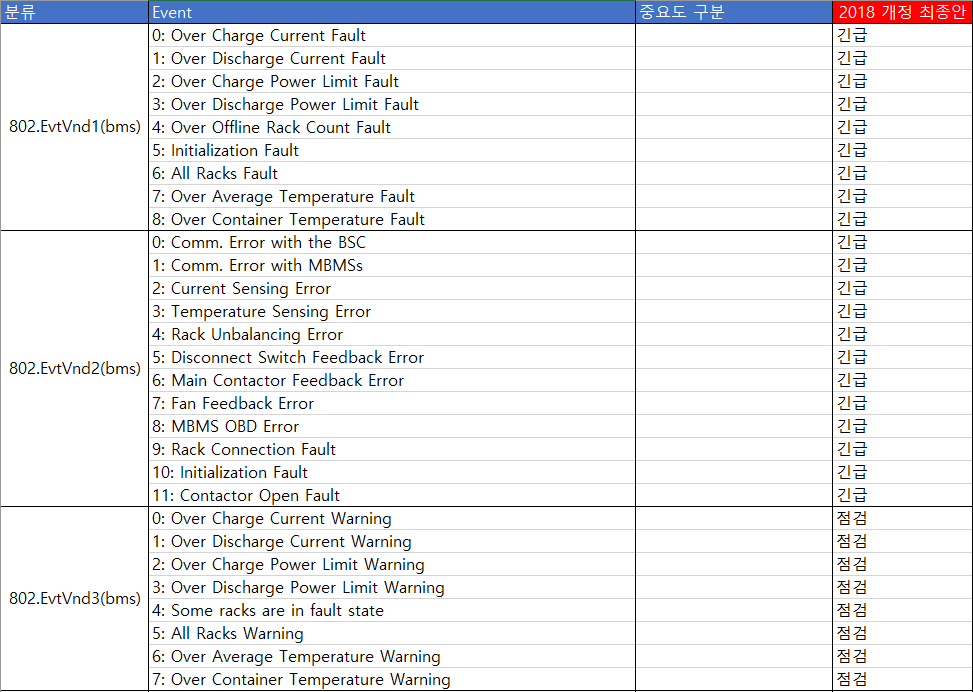 분류 Event 중요도 구분 2018 개정 최종안
802.EvtVnd1(bms)
0: Over Charge Current Fault 긴급
1: Over Discharge Current Fault 긴급
2: Over Charge Power Limit Fault 긴급
3: Over Discharge Power Limit Fault 긴급
4: Over Offline Rack Count Fault 긴급
5: Initialization Fault 긴급
6: All Racks Fault 긴급
7: Over Average Temperature Fault 긴급
8: Over Container Temperature Fault 긴급
802.EvtVnd2(bms)
0: Comm. Error with the BSC 긴급
1: Comm. Error with MBMSs 긴급
2: Current Sensing Error 긴급
3: Temperature Sensing Error 긴급
4: Rack Unbalancing Error 긴급
5: Disconnect Switch Feedback Error 긴급
6: Main Contactor Feedback Error 긴급
7: Fan Feedback Error 긴급
8: MBMS OBD Error 긴급
9: Rack Connection Fault 긴급
10: Initialization Fault 긴급
11: Contactor Open Fault 긴급
802.EvtVnd3(bms)
0: Over Charge Current Warning 점검
1: Over Discharge Current Warning 점검
2: Over Charge Power Limit Warning 점검
3: Over Discharge Power Limit Warning 점검
4: Some racks are in fault state 점검
5: All Racks Warning 점검
6: Over Average Temperature Warning 점검
7: Over Container Temperature Warning 점검